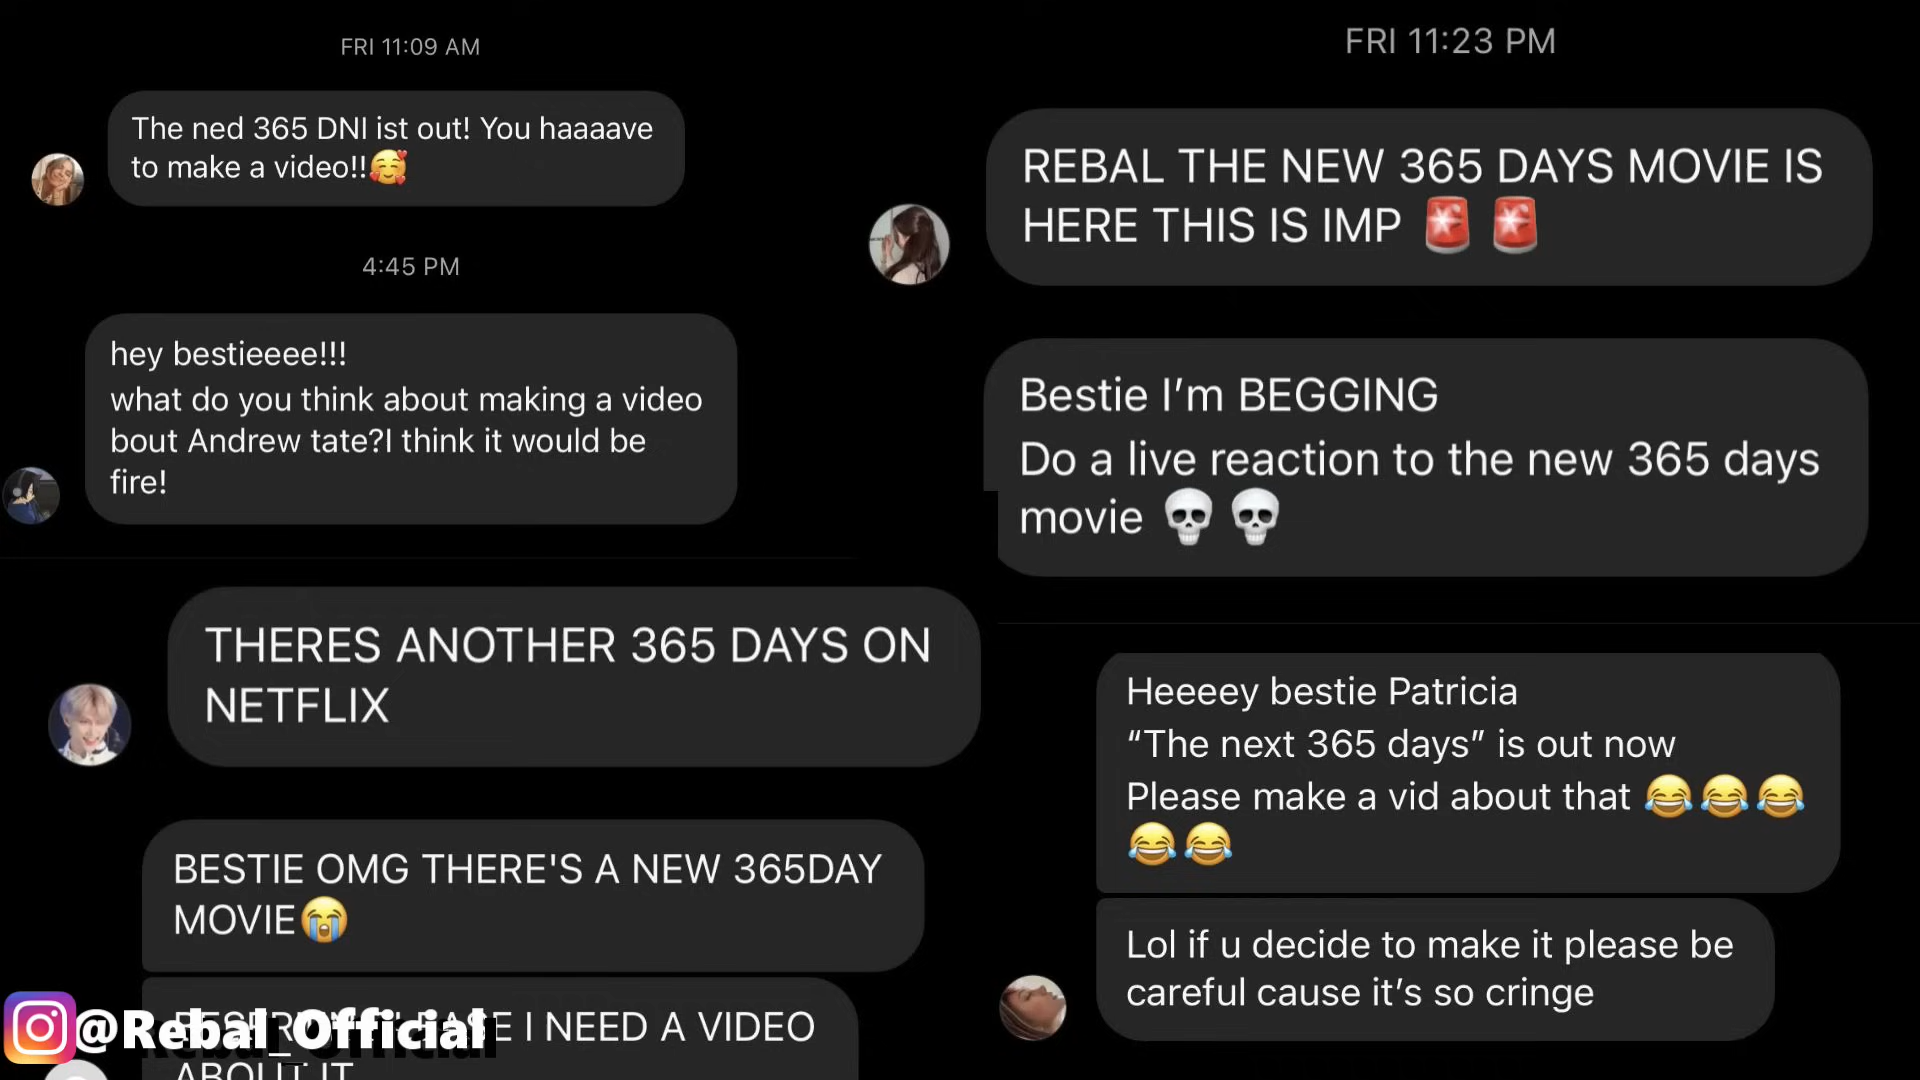 FRI 11:09 AM
The ned 365 DNI ist out! You haaaave
to make a video!!🥰
4:45 PM
hey bestieeee!!!
what do you think about making a video
bout Andrew tate?I think it would be
fire!
THERES ANOTHER 365 DAYS ON
NETFLIX
BESTIE OMG THERE'S A NEW 365DAY
MOVIE😭
I NEED A VIDEO
ABOUT IT
@Rebal_Official
FRI 11:23 PM
REBAL THE NEW 365 DAYS MOVIE IS
HERE THIS IS IMP 🚨 🚨
Bestie I’m BEGGING
Do a live reaction to the new 365 days
movie 💀 💀
Heeeey bestie Patricia
“The next 365 days” is out now
Please make a vid about that 😂😂😂
😂😂
Lol if u decide to make it please be
careful cause it’s so cringe